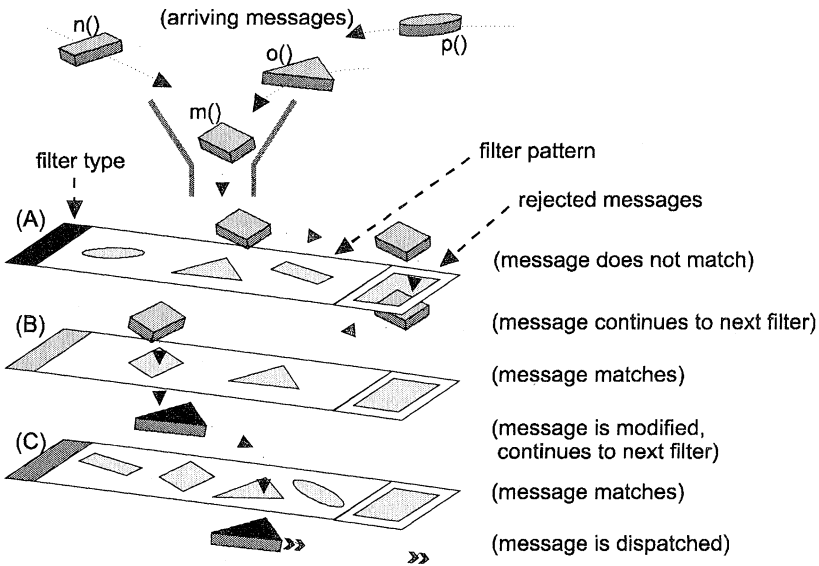 (arriving messages)
n()
o()
p()
m()
filter type
filter pattern
rejected messages
(A)
(message does not match)
(B)
(message continues to next filter)
(message matches)
(message is modified,
continues to next filter)
(C)
(message matches)
(message is dispatched)